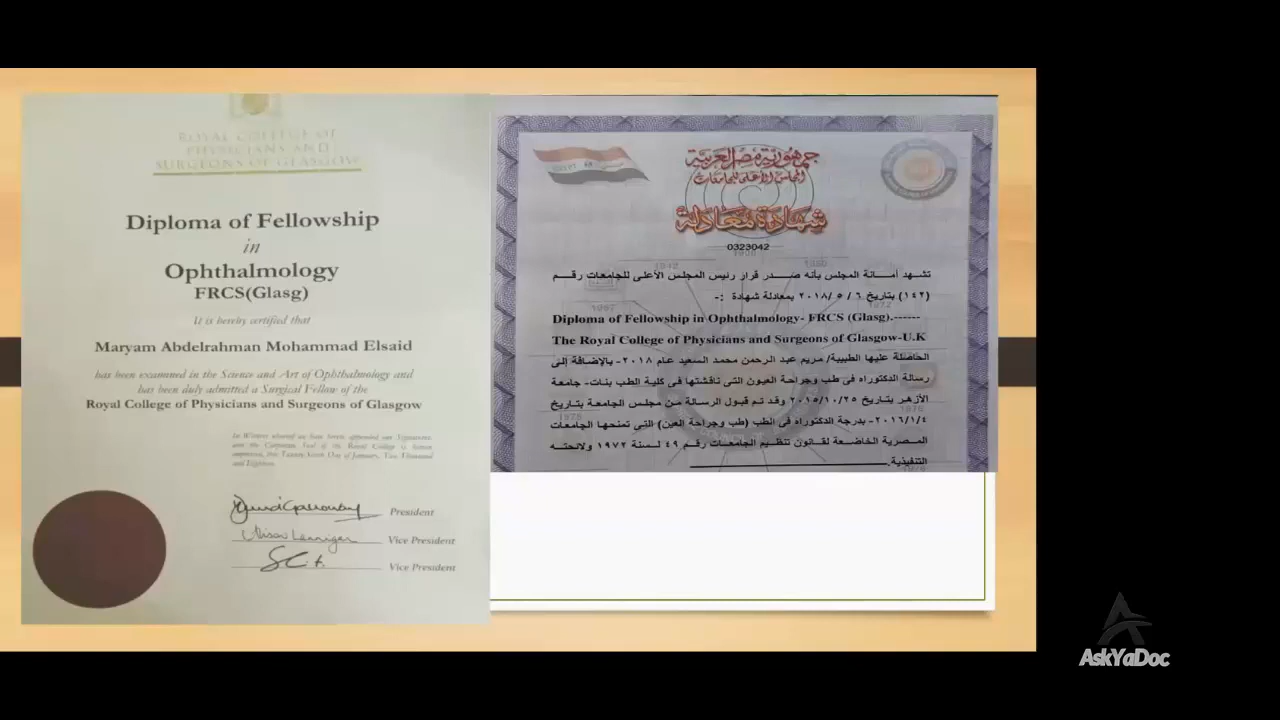 ROYAL COLLEGE OF
PHYSICIANS AND
SURGEONS OF GLASGOW
Diploma of Fellowship
in
Ophthalmology
FRCS(Glasg)
It is hereby certified that
Maryam Abdelrahman Mohammad Elsaid
has been examined in the Science and Art of Ophthalmology and
has been duly admitted a Surgical Fellow of the
Royal College of Physicians and Surgeons of Glasgow
President
Vice President
Vice President
جمهورية مصر العربية
المجلس الأعلى للجامعات
شهادة معادلة
0323042
تشهد أمانة المجلس بأنه صدر قرار رئيس المجلس الأعلى للجامعات رقم
(١٤٢) بتاريخ ٦ / ٥ /٢٠١٨ بمعادلة شهادة :-
Diploma of Fellowship in Ophthalmology- FRCS (Glasg).------
The Royal College of Physicians and Surgeons of Glasgow-U.K
الحاصلة عليها الطبيبة/ مريم عبد الرحمن محمد السعيد عام ٢٠١٨- بالإضافة إلى
رسالة الدكتوراه فى طب وجراحة العيون التى ناقشتها فى كلية الطب بنات- جامعة
الأزهر بتاريخ ٢٠١٥/١٠/٢٥ وقد تم قبول الرسالة من مجلس الجامعة بتاريخ
٢٠١٦/١/٤- بدرجة الدكتوراه فى الطب (طب وجراحة العين) التى تمنحها الجامعات
المصرية الخاضعة لقانون تنظيم الجامعات رقم ٤٩ لسنة ١٩٧٢ ولائحته
التنفيذية.
AskYaDoc